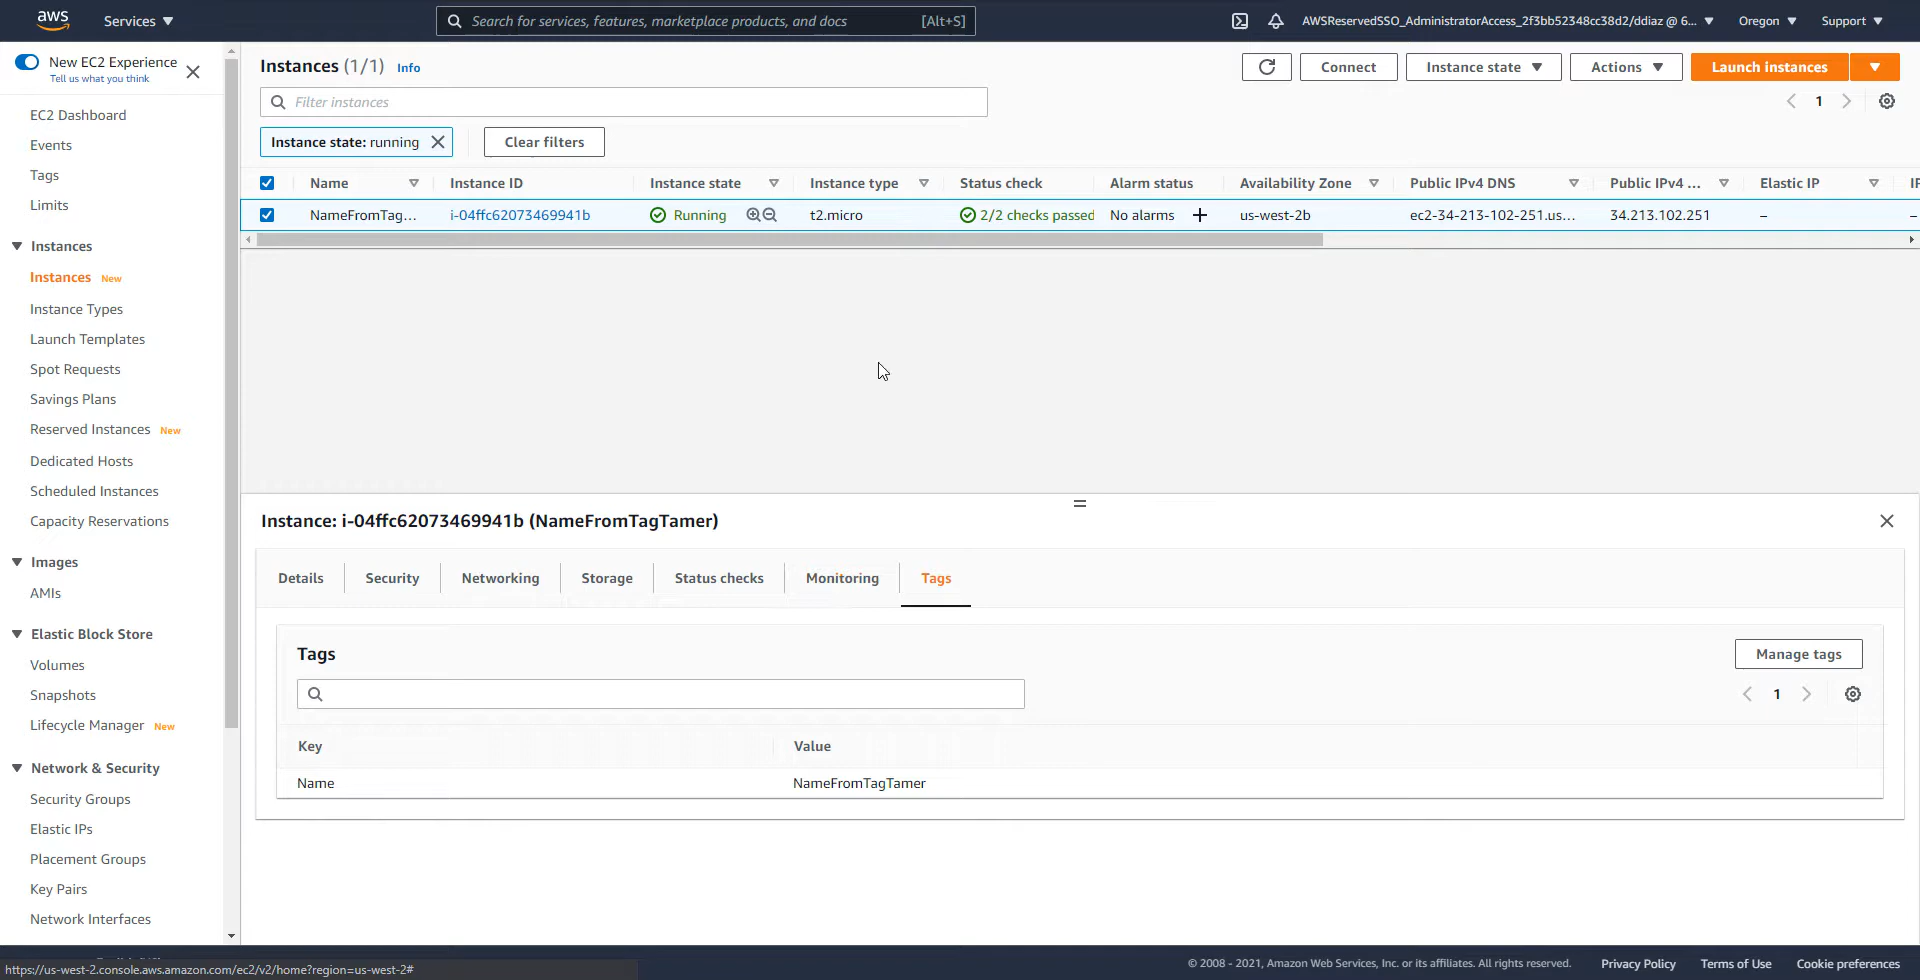 aws
Services
Search for services, features, marketplace products, and docs [Alt+S]
AWSReservedSSO_AdministratorAccess_2f3bb52348cc38d2/ddiaz @ 6...
Oregon
Support
New EC2 Experience
Tell us what you think
EC2 Dashboard
Events
Tags
Limits
Instances
Instances New
Instance Types
Launch Templates
Spot Requests
Savings Plans
Reserved Instances New
Dedicated Hosts
Scheduled Instances
Capacity Reservations
Images
AMIs
Elastic Block Store
Volumes
Snapshots
Lifecycle Manager New
Network & Security
Security Groups
Elastic IPs
Placement Groups
Key Pairs
Network Interfaces
Instances (1/1) Info
Connect
Instance state
Actions
Launch instances
Filter instances
1
Instance state: running
Clear filters
Name Instance ID Instance state Instance type Status check Alarm status Availability Zone Public IPv4 DNS Public IPv4 ... Elastic IP
NameFromTag... i-04ffc62073469941b Running t2.micro 2/2 checks passed No alarms + us-west-2b ec2-34-213-102-251.us... 34.213.102.251 – –
Instance: i-04ffc62073469941b (NameFromTagTamer)
Details Security Networking Storage Status checks Monitoring Tags
Tags
Manage tags
1
Key Value
Name NameFromTagTamer
https://us-west-2.console.aws.amazon.com/ec2/v2/home?region=us-west-2#
© 2008 - 2021, Amazon Web Services, Inc. or its affiliates. All rights reserved. Privacy Policy Terms of Use Cookie preferences